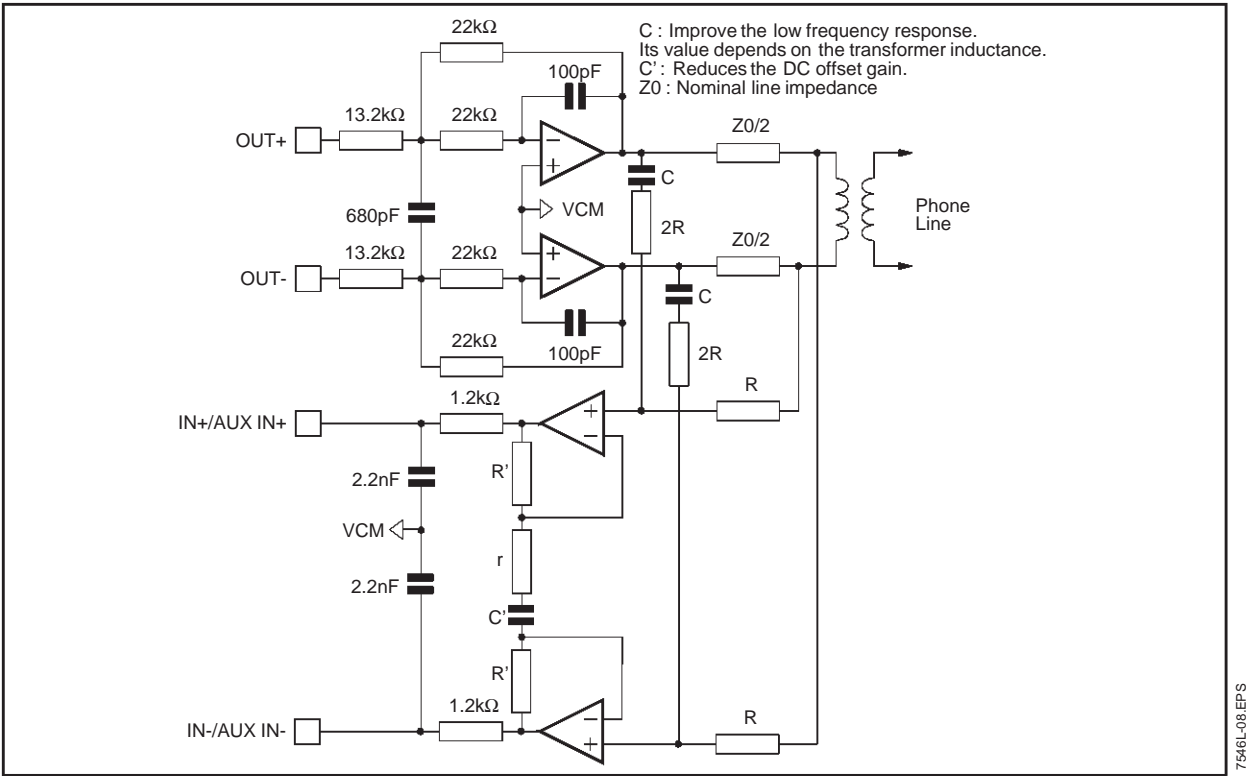 22kΩ
C : Improve the low frequency response.
Its value depends on the transformer inductance.
C' : Reduces the DC offset gain.
Z0 : Nominal line impedance
100pF
13.2kΩ
22kΩ
Z0/2
OUT+
−
+
C
680pF
VCM
2R
Phone
Line
13.2kΩ
22kΩ
Z0/2
+
−
OUT-
C
22kΩ
100pF
2R
R
1.2kΩ
IN+/AUX IN+
+
−
R'
2.2nF
VCM
r
2.2nF
C'
R'
1.2kΩ
−
+
R
IN-/AUX IN-
7546L-08.EPS